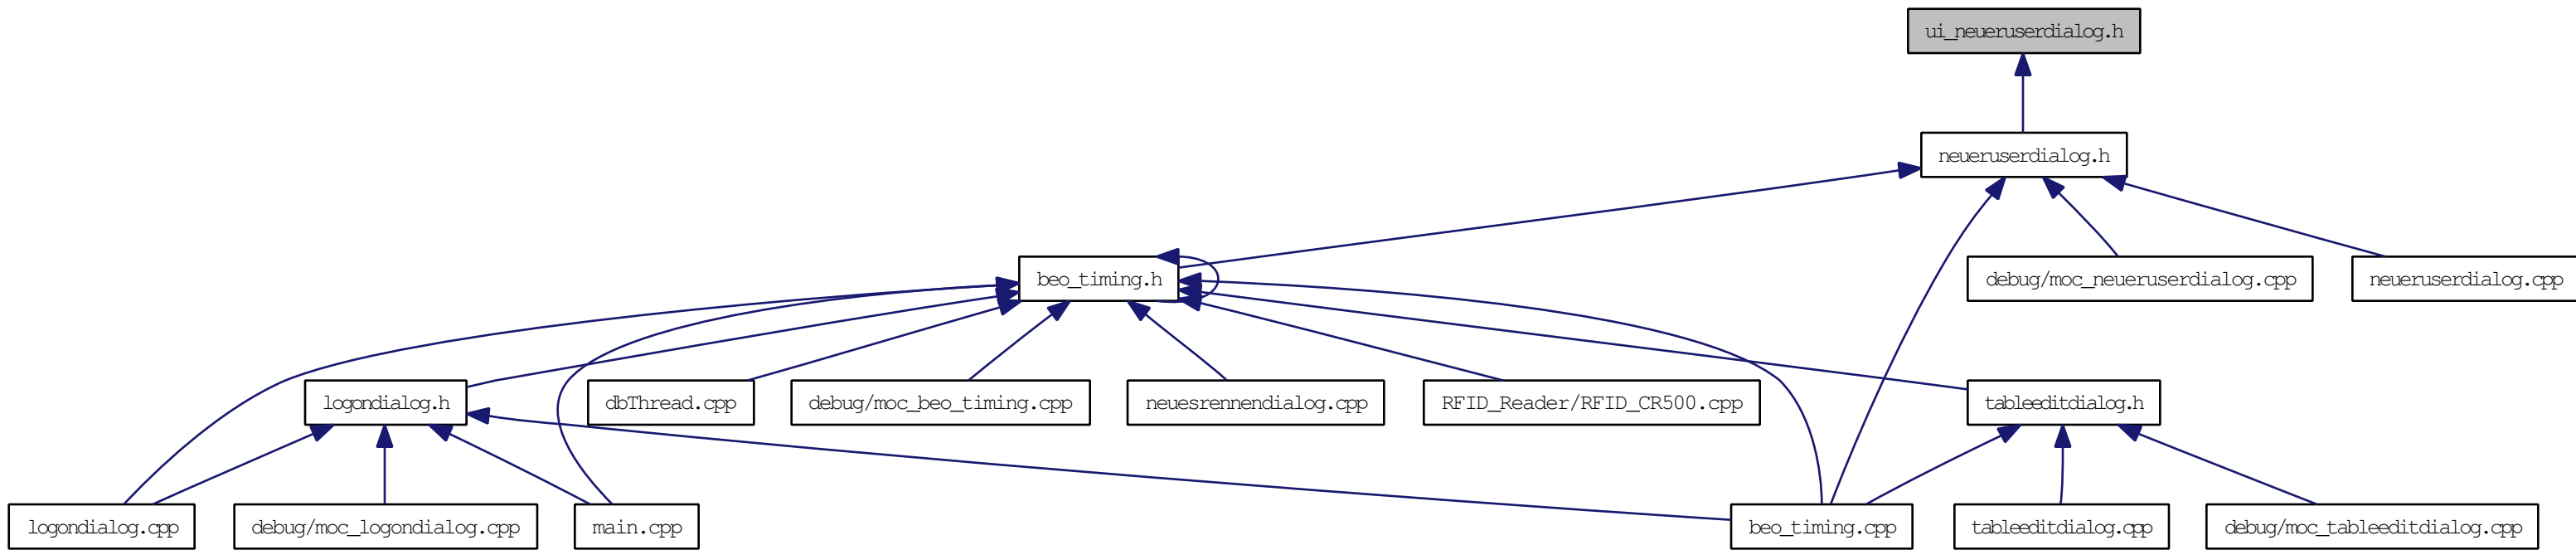 ui_neueruserdialog.h
neueruserdialog.h
beo_timing.h
debug/moc_neueruserdialog.cpp
neueruserdialog.cpp
logondialog.h
dbThread.cpp
debug/moc_beo_timing.cpp
neuesrennendialog.cpp
RFID_Reader/RFID_CR500.cpp
tableeditdialog.h
logondialog.cpp
debug/moc_logondialog.cpp
main.cpp
beo_timing.cpp
tableeditdialog.cpp
debug/moc_tableeditdialog.cpp